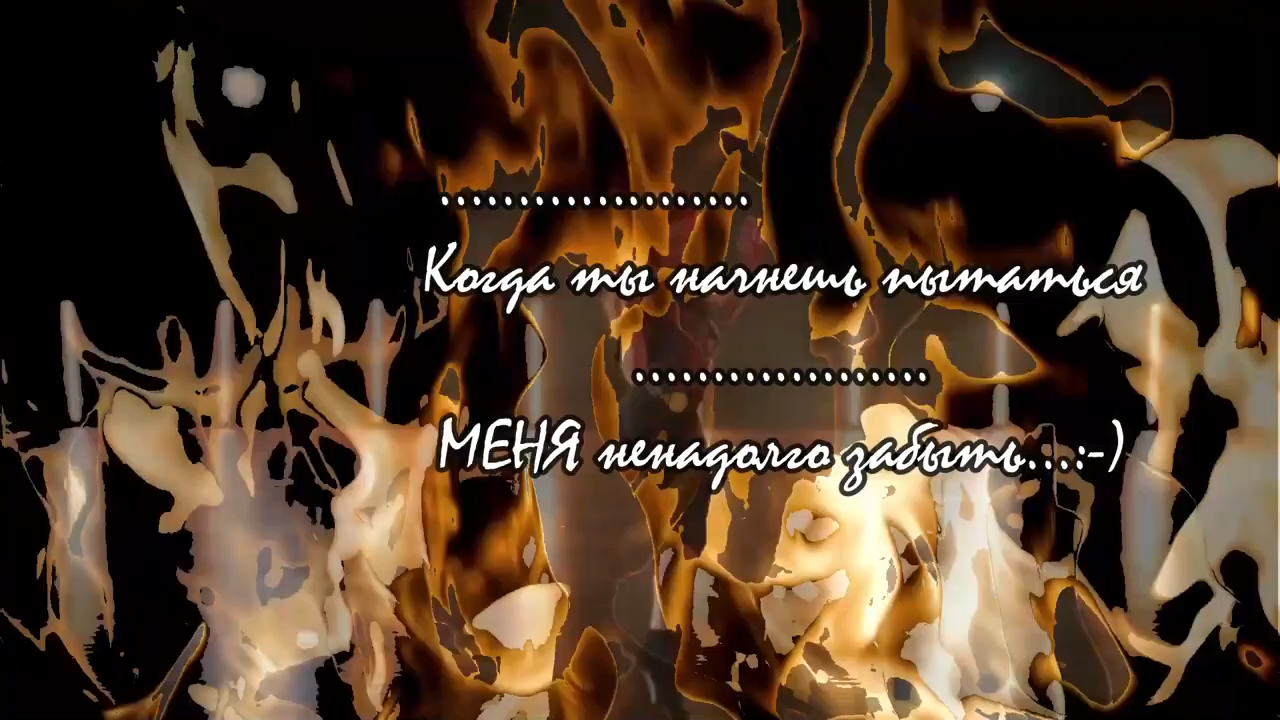 ....................
Когда ты начнешь пытаться
...................
МЕНЯ ненадолго забыть...:-)